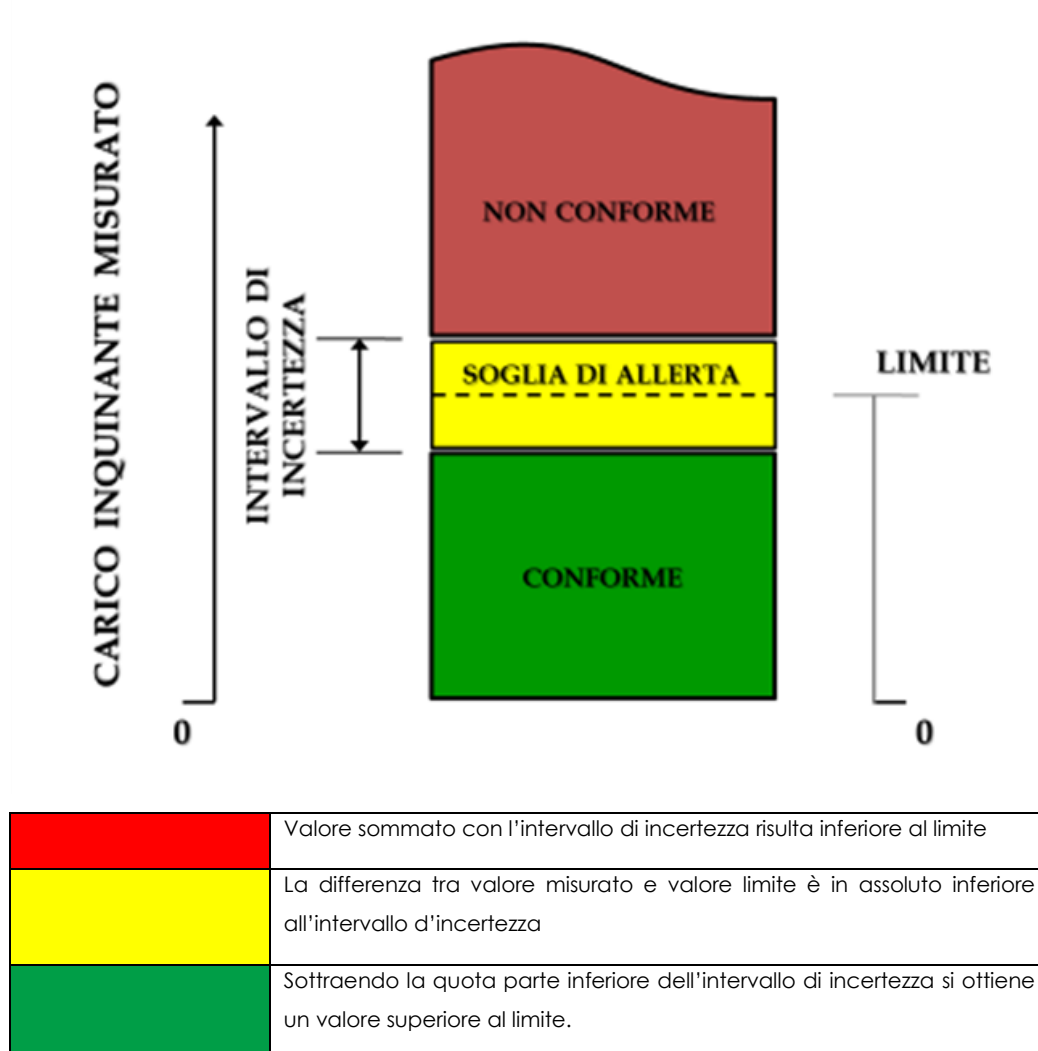 CARICO INQUINANTE MISURATO
INTERVALLO DI
INCERTEZZA
NON CONFORME
SOGLIA DI ALLERTA
LIMITE
CONFORME
0
0
Valore sommato con l’intervallo di incertezza risulta inferiore al limite
La differenza tra valore misurato e valore limite è in assoluto inferiore
all’intervallo d’incertezza
Sottraendo la quota parte inferiore dell’intervallo di incertezza si ottiene
un valore superiore al limite.